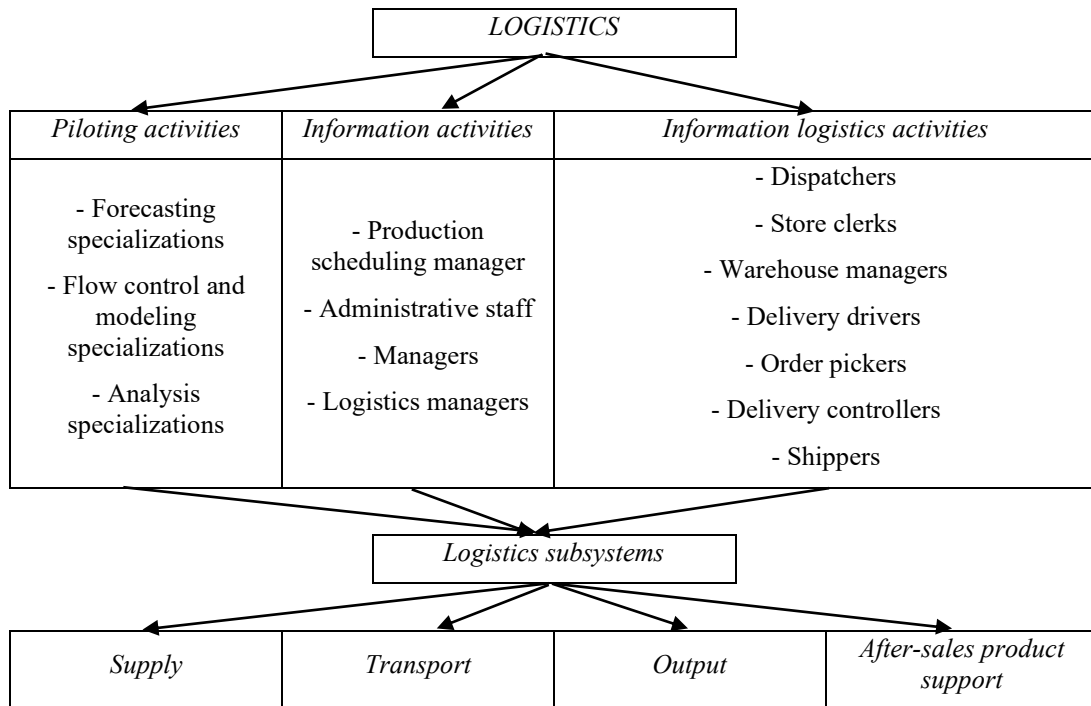 LOGISTICS
Piloting activities
Information activities
Information logistics activities
- Forecasting
specializations
- Flow control and
modeling
specializations
- Analysis
specializations
- Production
scheduling manager
- Administrative staff
- Managers
- Logistics managers
- Dispatchers
- Store clerks
- Warehouse managers
- Delivery drivers
- Order pickers
- Delivery controllers
- Shippers
Logistics subsystems
Supply
Transport
Output
After-sales product
support